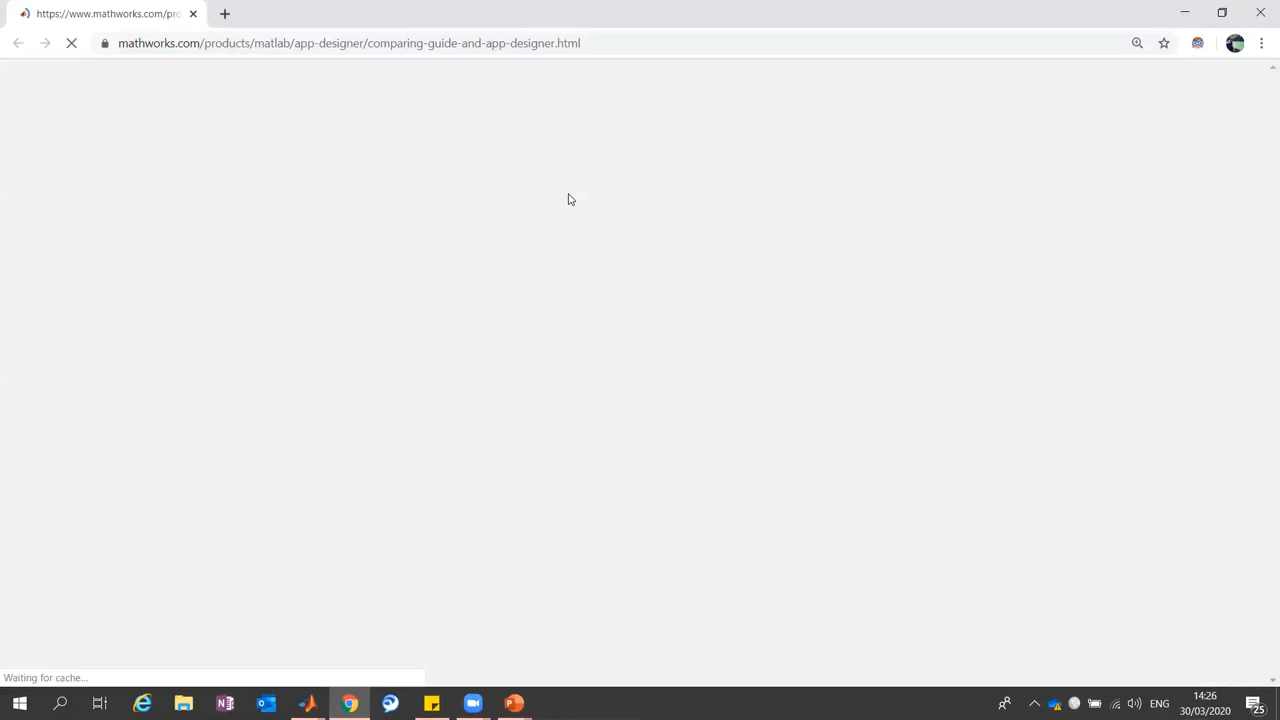 https://www.mathworks.com/pro
mathworks.com/products/matlab/app-designer/comparing-guide-and-app-designer.html
Waiting for cache...
ENG
14:26
30/03/2020
25